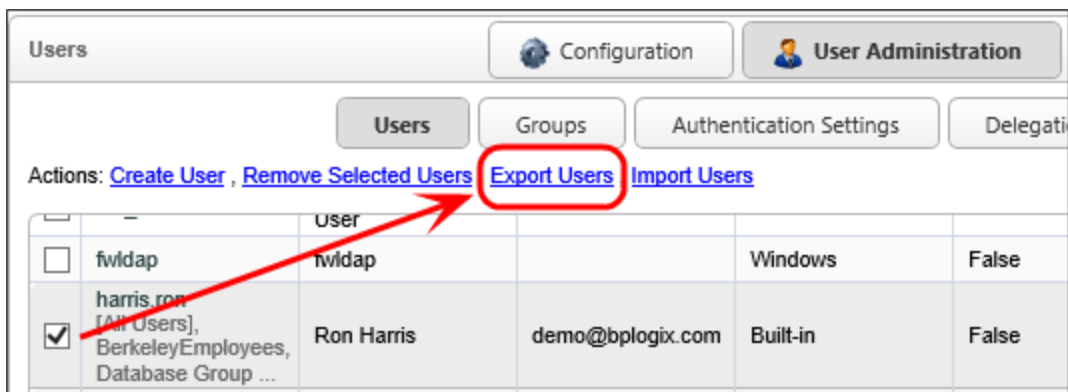 Users
Configuration
User Administration
Users
Groups
Authentication Settings
Delegati
Actions: Create User , Remove Selected Users Export Users Import Users
User
fwldap fwldap Windows False
harris.ron
[All Users],
BerkeleyEmployees,
Database Group ...
Ron Harris demo@bplogix.com Built-in False